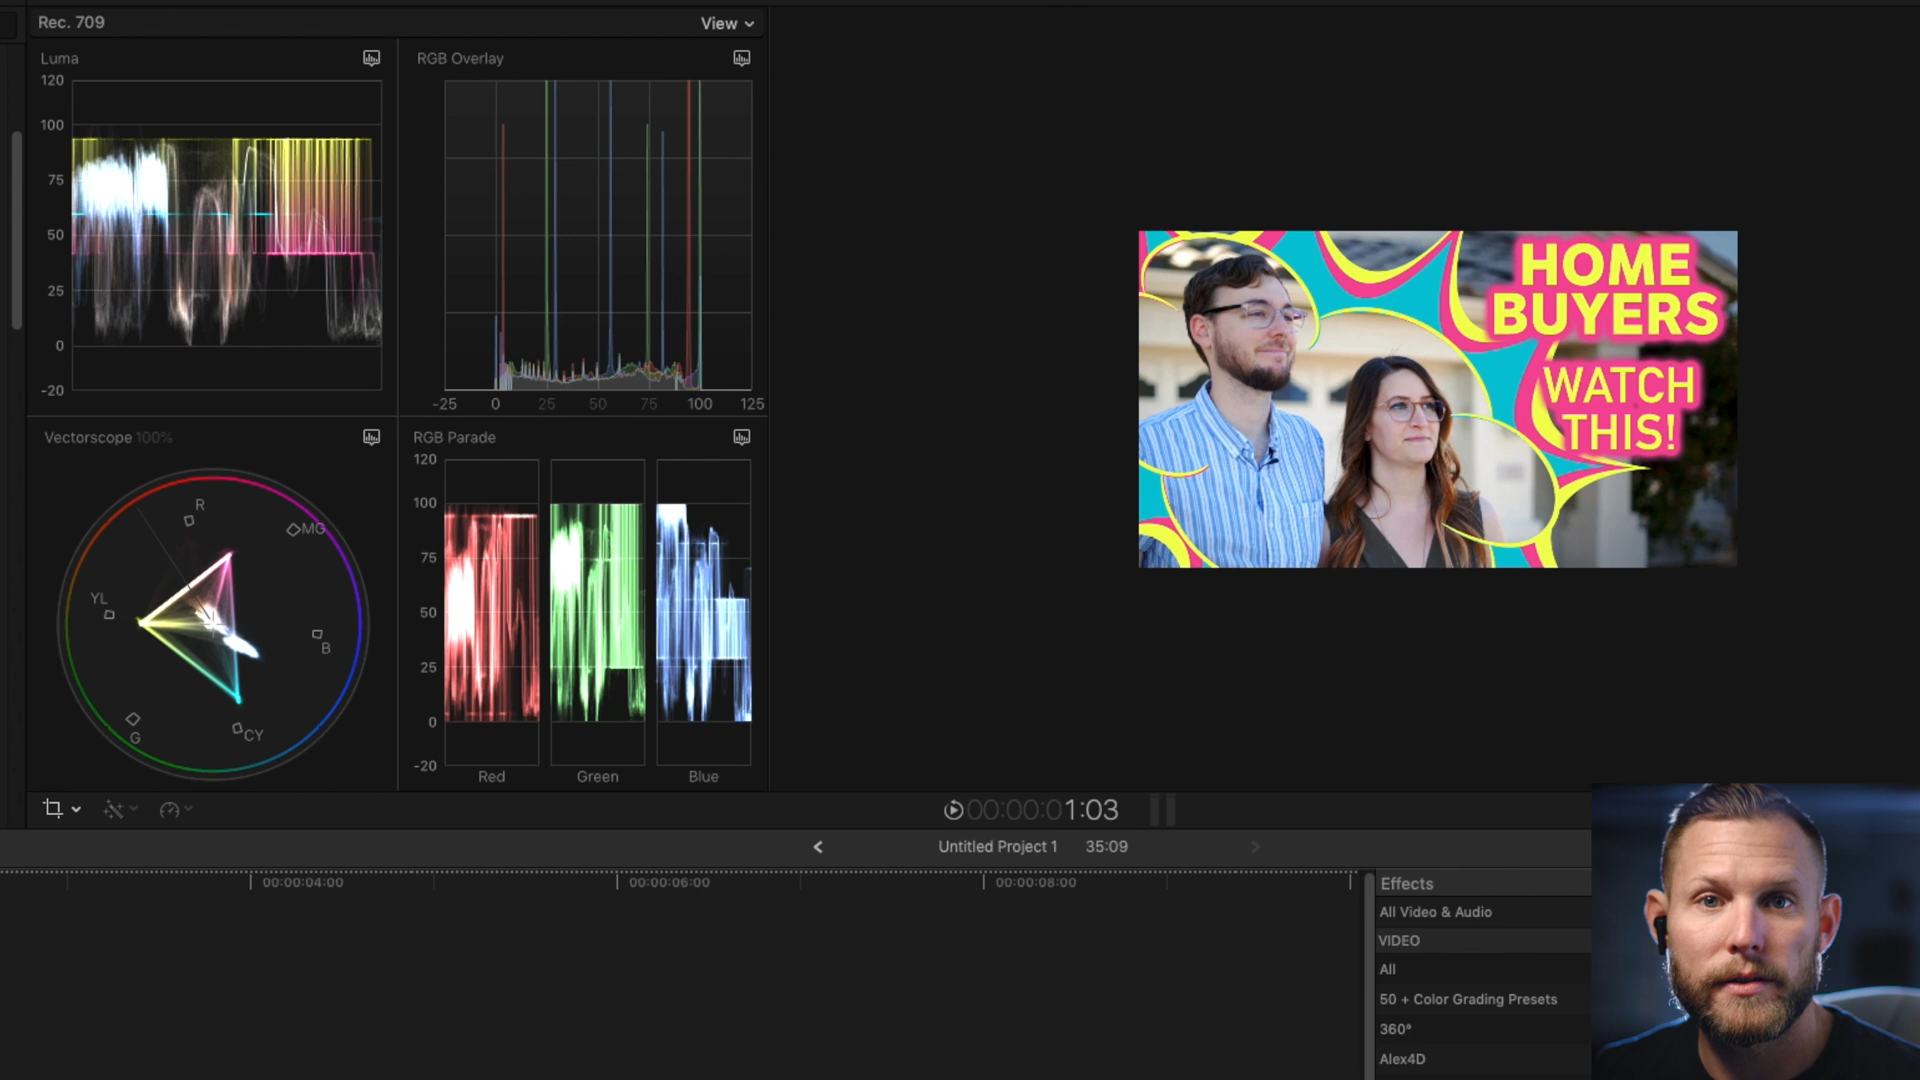 Rec. 709
View
Luma
120
100
75
50
25
0
-20
RGB Overlay
-25 0 25 50 75 100 125
Vectorscope 100%
R
MG
YL
B
G
CY
RGB Parade
120
100
75
50
25
0
-20
Red Green Blue
HOME
BUYERS
WATCH
THIS!
00:00:01:03
Untitled Project 1 35:09
00:00:04:00 00:00:06:00 00:00:08:00
Effects
All Video & Audio
VIDEO
All
50 + Color Grading Presets
360°
Alex4D